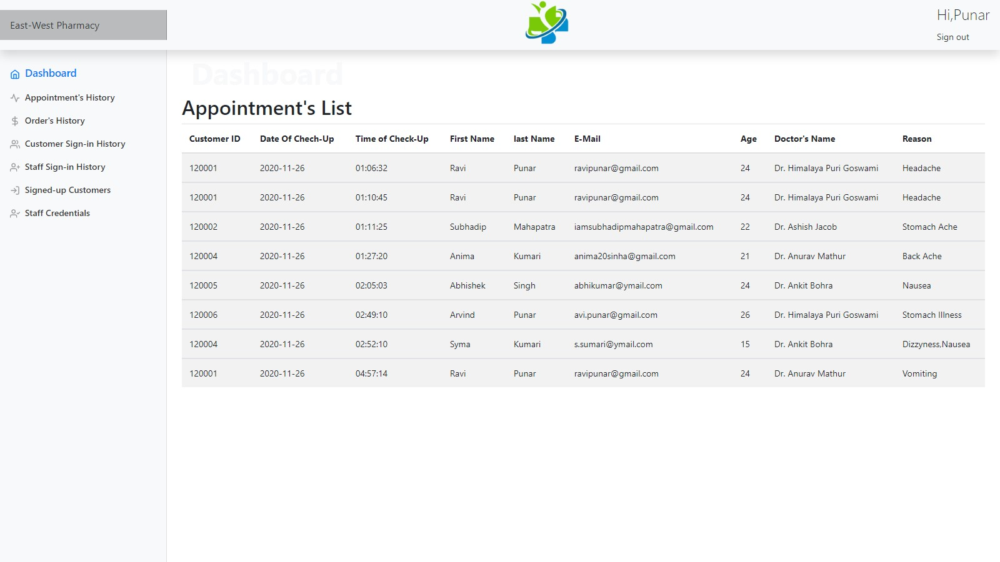 East-West Pharmacy
Hi,Punar
Sign out
Dashboard
Appointment's History
Order's History
Customer Sign-in History
Staff Sign-in History
Signed-up Customers
Staff Credentials
Dashboard
Appointment's List
Customer ID Date Of Chech-Up Time of Check-Up First Name last Name E-Mail Age Doctor's Name Reason
120001 2020-11-26 01:06:32 Ravi Punar ravipunar@gmail.com 24 Dr. Himalaya Puri Goswami Headache
120001 2020-11-26 01:10:45 Ravi Punar ravipunar@gmail.com 24 Dr. Himalaya Puri Goswami Headache
120002 2020-11-26 01:11:25 Subhadip Mahapatra iamsubhadipmahapatra@gmail.com 22 Dr. Ashish Jacob Stomach Ache
120004 2020-11-26 01:27:20 Anima Kumari anima20sinha@gmail.com 21 Dr. Anurav Mathur Back Ache
120005 2020-11-26 02:05:03 Abhishek Singh abhikumar@ymail.com 24 Dr. Ankit Bohra Nausea
120006 2020-11-26 02:49:10 Arvind Punar avi.punar@gmail.com 26 Dr. Himalaya Puri Goswami Stomach Illness
120004 2020-11-26 02:52:10 Syma Kumari s.sumari@ymail.com 15 Dr. Ankit Bohra Dizzyness,Nausea
120001 2020-11-26 04:57:14 Ravi Punar ravipunar@gmail.com 24 Dr. Anurav Mathur Vomiting